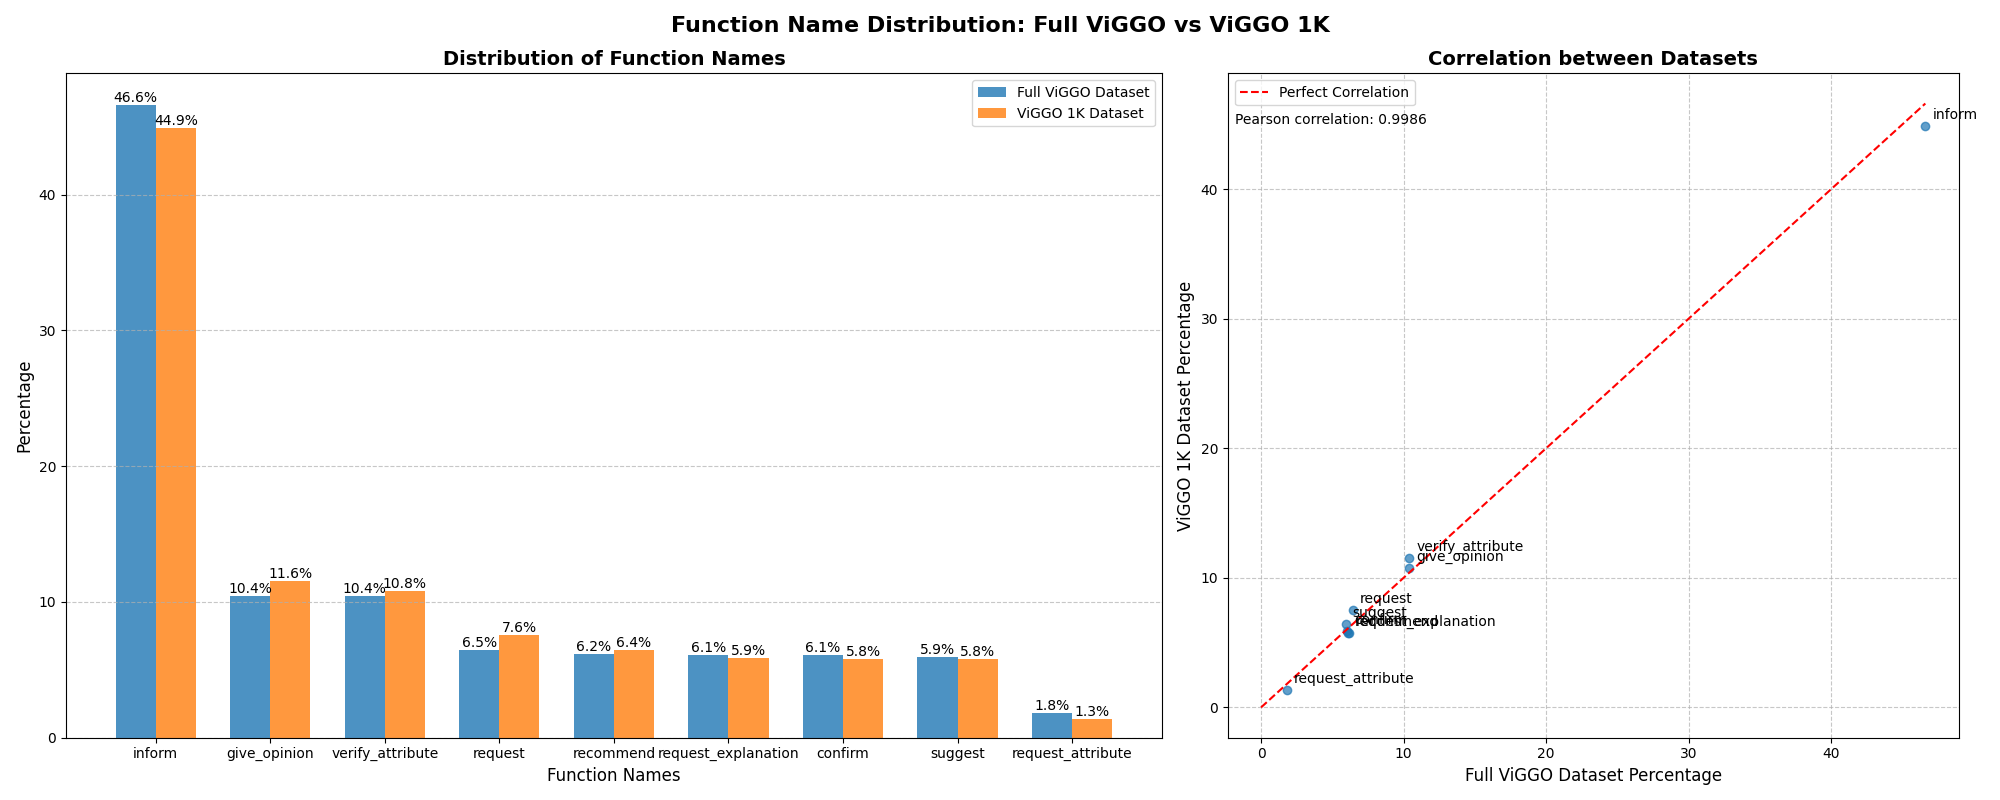 Function Name Distribution: Full ViGGO vs ViGGO 1K
Distribution of Function Names
Percentage
40
30
20
10
0
46.6%
44.9%
10.4%
11.6%
10.4%
10.8%
6.5%
7.6%
6.2%
6.4%
6.1%
5.9%
6.1%
5.8%
5.9%
5.8%
1.8%
1.3%
Full ViGGO Dataset
ViGGO 1K Dataset
inform
give_opinion
verify_attribute
request
recommend
request_explanation
confirm
suggest
request_attribute
Function Names
Correlation between Datasets
Perfect Correlation
Pearson correlation: 0.9986
ViGGO 1K Dataset Percentage
40
30
20
10
0
inform
verify_attribute
give_opinion
request
suggest
request_explanation
request_attribute
0
10
20
30
40
Full ViGGO Dataset Percentage